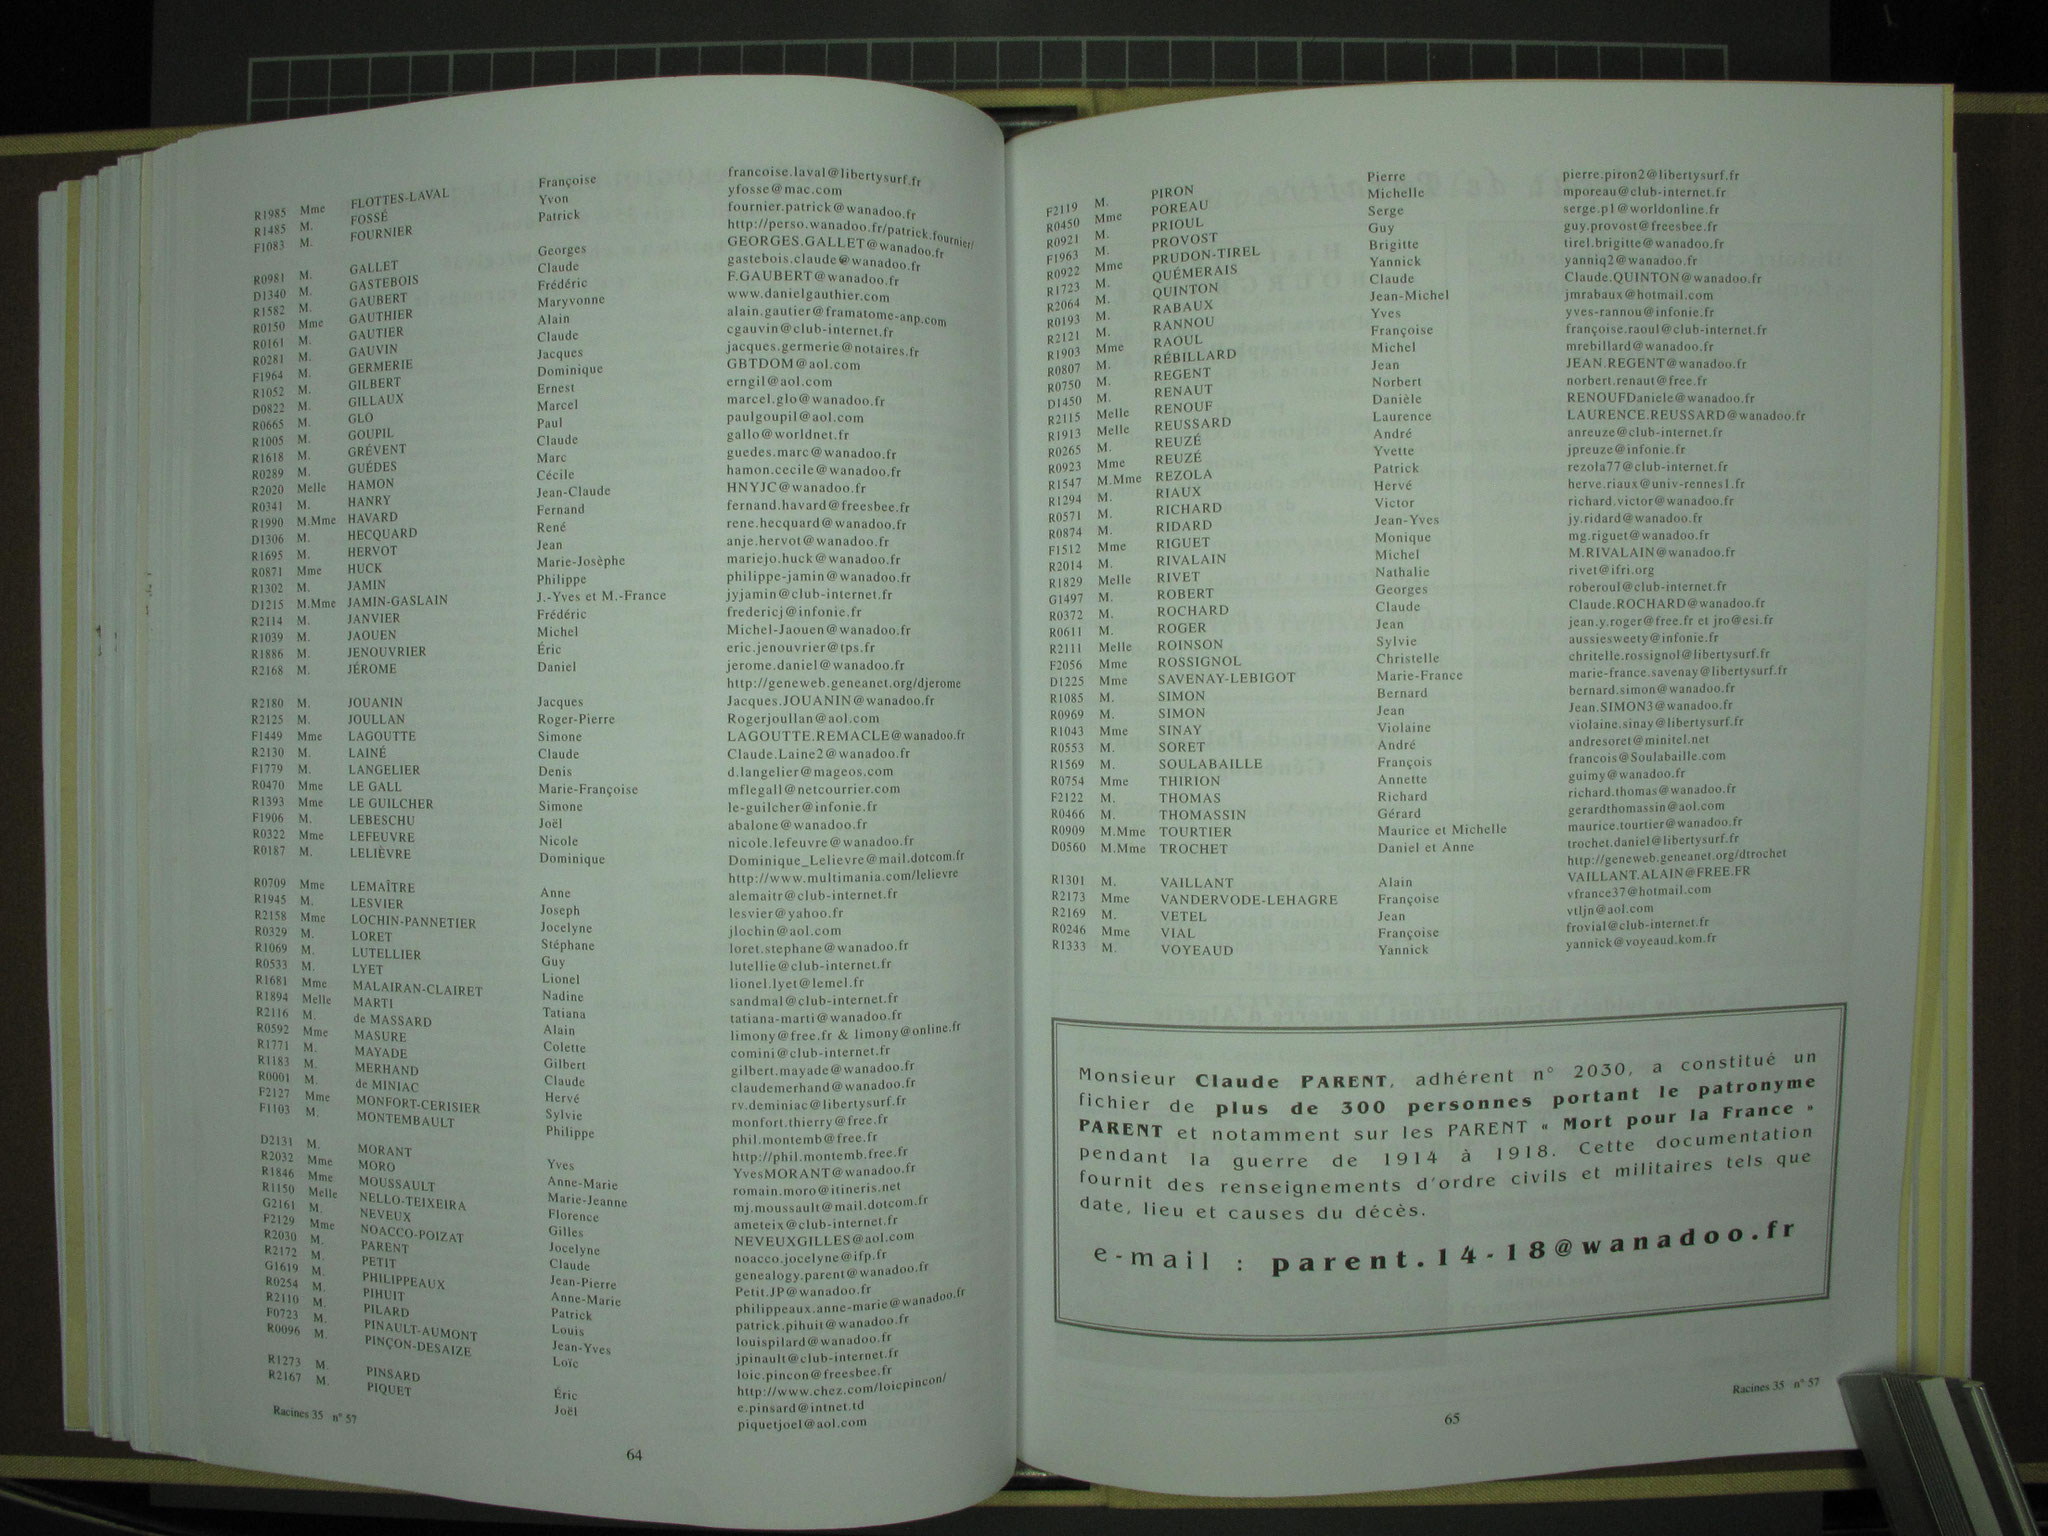 R1985 Mme FLOTTES-LAVAL Françoise francoise.laval@libertysurf.fr
R1485 M. FOSSÉ Yvon yfosse@mac.com
F1083 M. FOURNIER Patrick fournier.patrick@wanadoo.fr
http://perso.wanadoo.fr/patrick.fournier/
R0981 M. GALLET Georges GEORGES.GALLET@wanadoo.fr
D1340 M. GASTEBOIS Claude gastebois.claude@wanadoo.fr
R1582 M. GAUBERT Frédéric F.GAUBERT@wanadoo.fr
R0150 Mme GAUTHIER Maryvonne www.danielgauthier.com
R0161 M. GAUTIER Alain alain.gautier@framatome-anp.com
R0281 M. GAUVIN Claude cgauvin@club-internet.fr
F1964 M. GERMERIE Jacques jacques.germerie@notaires.fr
R1052 M. GILBERT Dominique GBTDOM@aol.com
D0822 M. GILLAUX Ernest erngil@aol.com
R0665 M. GLO Marcel marcel.glo@wanadoo.fr
R1005 M. GOUPIL Paul paulgoupil@aol.com
R1618 M. GRÉVENT Claude gallo@worldnet.fr
R0289 M. GUÉDES Marc guedes.marc@wanadoo.fr
R2020 Melle HAMON Cécile hamon.cecile@wanadoo.fr
R0341 M. HANRY Jean-Claude HNYJC@wanadoo.fr
R1990 M.Mme HAVARD Fernand fernand.havard@freesbee.fr
D1306 M. HECQUARD René rene.hecquard@wanadoo.fr
R1695 M. HERVOT Jean anje.hervot@wanadoo.fr
R0871 Mme HUCK Marie-Josèphe mariejo.huck@wanadoo.fr
R1302 M. JAMIN Philippe philippe-jamin@wanadoo.fr
D1215 M.Mme JAMIN-GASLAIN J.-Yves et M.-France jyjamin@club-internet.fr
R2114 M. JANVIER Frédéric fredericj@infonie.fr
R1039 M. JAOUEN Michel Michel-Jaouen@wanadoo.fr
R1886 M. JENOUVRIER Éric eric.jenouvrier@tps.fr
R2168 M. JÉROME Daniel jerome.daniel@wanadoo.fr
http://geneweb.geneanet.org/djerome
R2180 M. JOUANIN Jacques Jacques.JOUANIN@wanadoo.fr
R2125 M. JOULLAN Roger-Pierre Rogerjoullan@aol.com
F1449 Mme LAGOUTTE Simone LAGOUTTE.REMACLE@wanadoo.fr
R2130 M. LAINÉ Claude Claude.Laine2@wanadoo.fr
F1779 M. LANGELIER Denis d.langelier@mageos.com
R0470 Mme LE GALL Marie-Françoise mflegall@netcourrier.com
R1393 Mme LE GUILCHER Simone le-guilcher@infonie.fr
F1906 M. LEBESCHU Joël abalone@wanadoo.fr
R0322 Mme LEFEUVRE Nicole nicole.lefeuvre@wanadoo.fr
R0187 M. LELIÈVRE Dominique Dominique_Lelievre@mail.dotcom.fr
http://www.multimania.com/lelievre
R0709 Mme LEMAÎTRE Anne alemaitr@club-internet.fr
R1945 M. LESVIER Joseph lesvier@yahoo.fr
R2158 Mme LOCHIN-PANNETIER Jocelyne jlochin@aol.com
R0329 M. LORET Stéphane loret.stephane@wanadoo.fr
R1069 M. LUTELLIER Guy lutellie@club-internet.fr
R0533 M. LYET Lionel lionel.lyet@lemel.fr
R1681 Mme MALAIRAN-CLAIRET Nadine sandmal@club-internet.fr
R1894 Melle MARTI Tatiana tatiana-marti@wanadoo.fr
R2116 M. de MASSARD Alain limony@free.fr & limony@online.fr
R0592 Mme MASURE Colette comini@club-internet.fr
R1771 M. MAYADE Gilbert gilbert.mayade@wanadoo.fr
R1183 M. MERHAND Claude claudemerhand@wanadoo.fr
R0001 M. de MINIAC Hervé rv.deminiac@libertysurf.fr
F2127 Mme MONFORT-CERISIER Sylvie monfort.thierry@free.fr
F1103 M. MONTEMBAULT Philippe phil.montemb@free.fr
http://phil.montemb.free.fr
D2131 M. MORANT Yves YvesMORANT@wanadoo.fr
R2032 Mme MORO Anne-Marie romain.moro@itineris.net
R1846 Mme MOUSSAULT Marie-Jeanne mj.moussault@mail.dotcom.fr
R1150 Melle NELLO-TEIXEIRA Florence ameteix@club-internet.fr
G2161 M. NEVEUX Gilles NEVEUXGILLES@aol.com
F2129 Mme NOACCO-POIZAT Jocelyne noacco.jocelyne@ifp.fr
R2030 M. PARENT Claude genealogy.parent@wanadoo.fr
R2172 M. PETIT Jean-Pierre Petit.JP@wanadoo.fr
G1619 M. PHILIPPEAUX Anne-Marie philippeaux.anne-marie@wanadoo.fr
R0254 M. PIHUIT Patrick patrick.pihuit@wanadoo.fr
R2110 M. PILARD Louis louispilard@wanadoo.fr
F0723 M. PINAULT-AUMONT Jean-Yves jpinault@club-internet.fr
R0096 M. PINÇON-DESAIZE Loïc loic.pincon@freesbee.fr
http://www.chez.com/loicpincon/
R1273 M. PINSARD Éric e.pinsard@intnet.td
R2167 M. PIQUET Joël piquetjoel@aol.com
Racines 35 n° 57
64
F2119 M. PIRON Pierre pierre.piron2@libertysurf.fr
R0450 Mme POREAU Michelle mporeau@club-internet.fr
R0921 M. PRIOUL Serge serge.p1@worldonline.fr
F1963 M. PROVOST Guy guy.provost@freesbee.fr
R0922 Mme PRUDON-TIREL Brigitte tirel.brigitte@wanadoo.fr
R1723 M. QUÉMERAIS Yannick yanniq2@wanadoo.fr
R2064 M. QUINTON Claude Claude.QUINTON@wanadoo.fr
R0193 M. RABAUX Jean-Michel jmrabaux@hotmail.com
R2121 M. RANNOU Yves yves-rannou@infonie.fr
R1903 Mme RAOUL Françoise françoise.raoul@club-internet.fr
R0807 M. RÉBILLARD Michel mrebillard@wanadoo.fr
R0750 M. REGENT Jean JEAN.REGENT@wanadoo.fr
D1450 M. RENAUT Norbert norbert.renaut@free.fr
R2115 Melle RENOUF Danièle RENOUFDaniele@wanadoo.fr
R1913 Melle REUSSARD Laurence LAURENCE.REUSSARD@wanadoo.fr
R0265 M. REUZÉ André anreuze@club-internet.fr
R0923 Mme REUZÉ Yvette jpreuze@infonie.fr
R1547 M.Mme REZOLA Patrick rezola77@club-internet.fr
R1294 M. RIAUX Hervé herve.riaux@univ-rennes1.fr
R0571 M. RICHARD Victor richard.victor@wanadoo.fr
R0874 M. RIDARD Jean-Yves jy.ridard@wanadoo.fr
F1512 Mme RIGUET Monique mg.riguet@wanadoo.fr
R2014 M. RIVALAIN Michel M.RIVALAIN@wanadoo.fr
R1829 Melle RIVET Nathalie rivet@ifri.org
G1497 M. ROBERT Georges roberoul@club-internet.fr
R0372 M. ROCHARD Claude Claude.ROCHARD@wanadoo.fr
R0611 M. ROGER Jean jean.y.roger@free.fr et jro@esi.fr
R2111 Melle ROINSON Sylvie aussiesweety@infonie.fr
F2056 Mme ROSSIGNOL Christelle chritelle.rossignol@libertysurf.fr
D1225 Mme SAVENAY-LEBIGOT Marie-France marie-france.savenay@libertysurf.fr
R1085 M. SIMON Bernard bernard.simon@wanadoo.fr
R0969 M. SIMON Jean Jean.SIMON3@wanadoo.fr
R1043 Mme SINAY Violaine violaine.sinay@libertysurf.fr
R0553 M. SORET André andresoret@minitel.net
R1569 M. SOULABAILLE François francois@Soulabaille.com
R0754 Mme THIRION Annette guimy@wanadoo.fr
F2122 M. THOMAS Richard richard.thomas@wanadoo.fr
R0466 M. THOMASSIN Gérard gerardthomassin@aol.com
R0909 M.Mme TOURTIER Maurice et Michelle maurice.tourtier@wanadoo.fr
D0560 M.Mme TROCHET Daniel et Anne trochet.daniel@libertysurf.fr
http://geneweb.geneanet.org/dtrochet
R1301 M. VAILLANT Alain VAILLANT.ALAIN@FREE.FR
R2173 Mme VANDERVODE-LEHAGRE Françoise vfrance37@hotmail.com
R2169 M. VETEL Jean vtljn@aol.com
R0246 Mme VIAL Françoise frovial@club-internet.fr
R1333 M. VOYEAUD Yannick yannick@voyeaud.kom.fr
Monsieur Claude PARENT, adhérent n° 2030, a constitué un
fichier de plus de 300 personnes portant le patronyme
PARENT et notamment sur les PARENT « Mort pour la France »
pendant la guerre de 1914 à 1918. Cette documentation
fournit des renseignements d'ordre civils et militaires tels que
date, lieu et causes du décès.
e-mail : parent.14-18@wanadoo.fr
65
Racines 35 n° 57